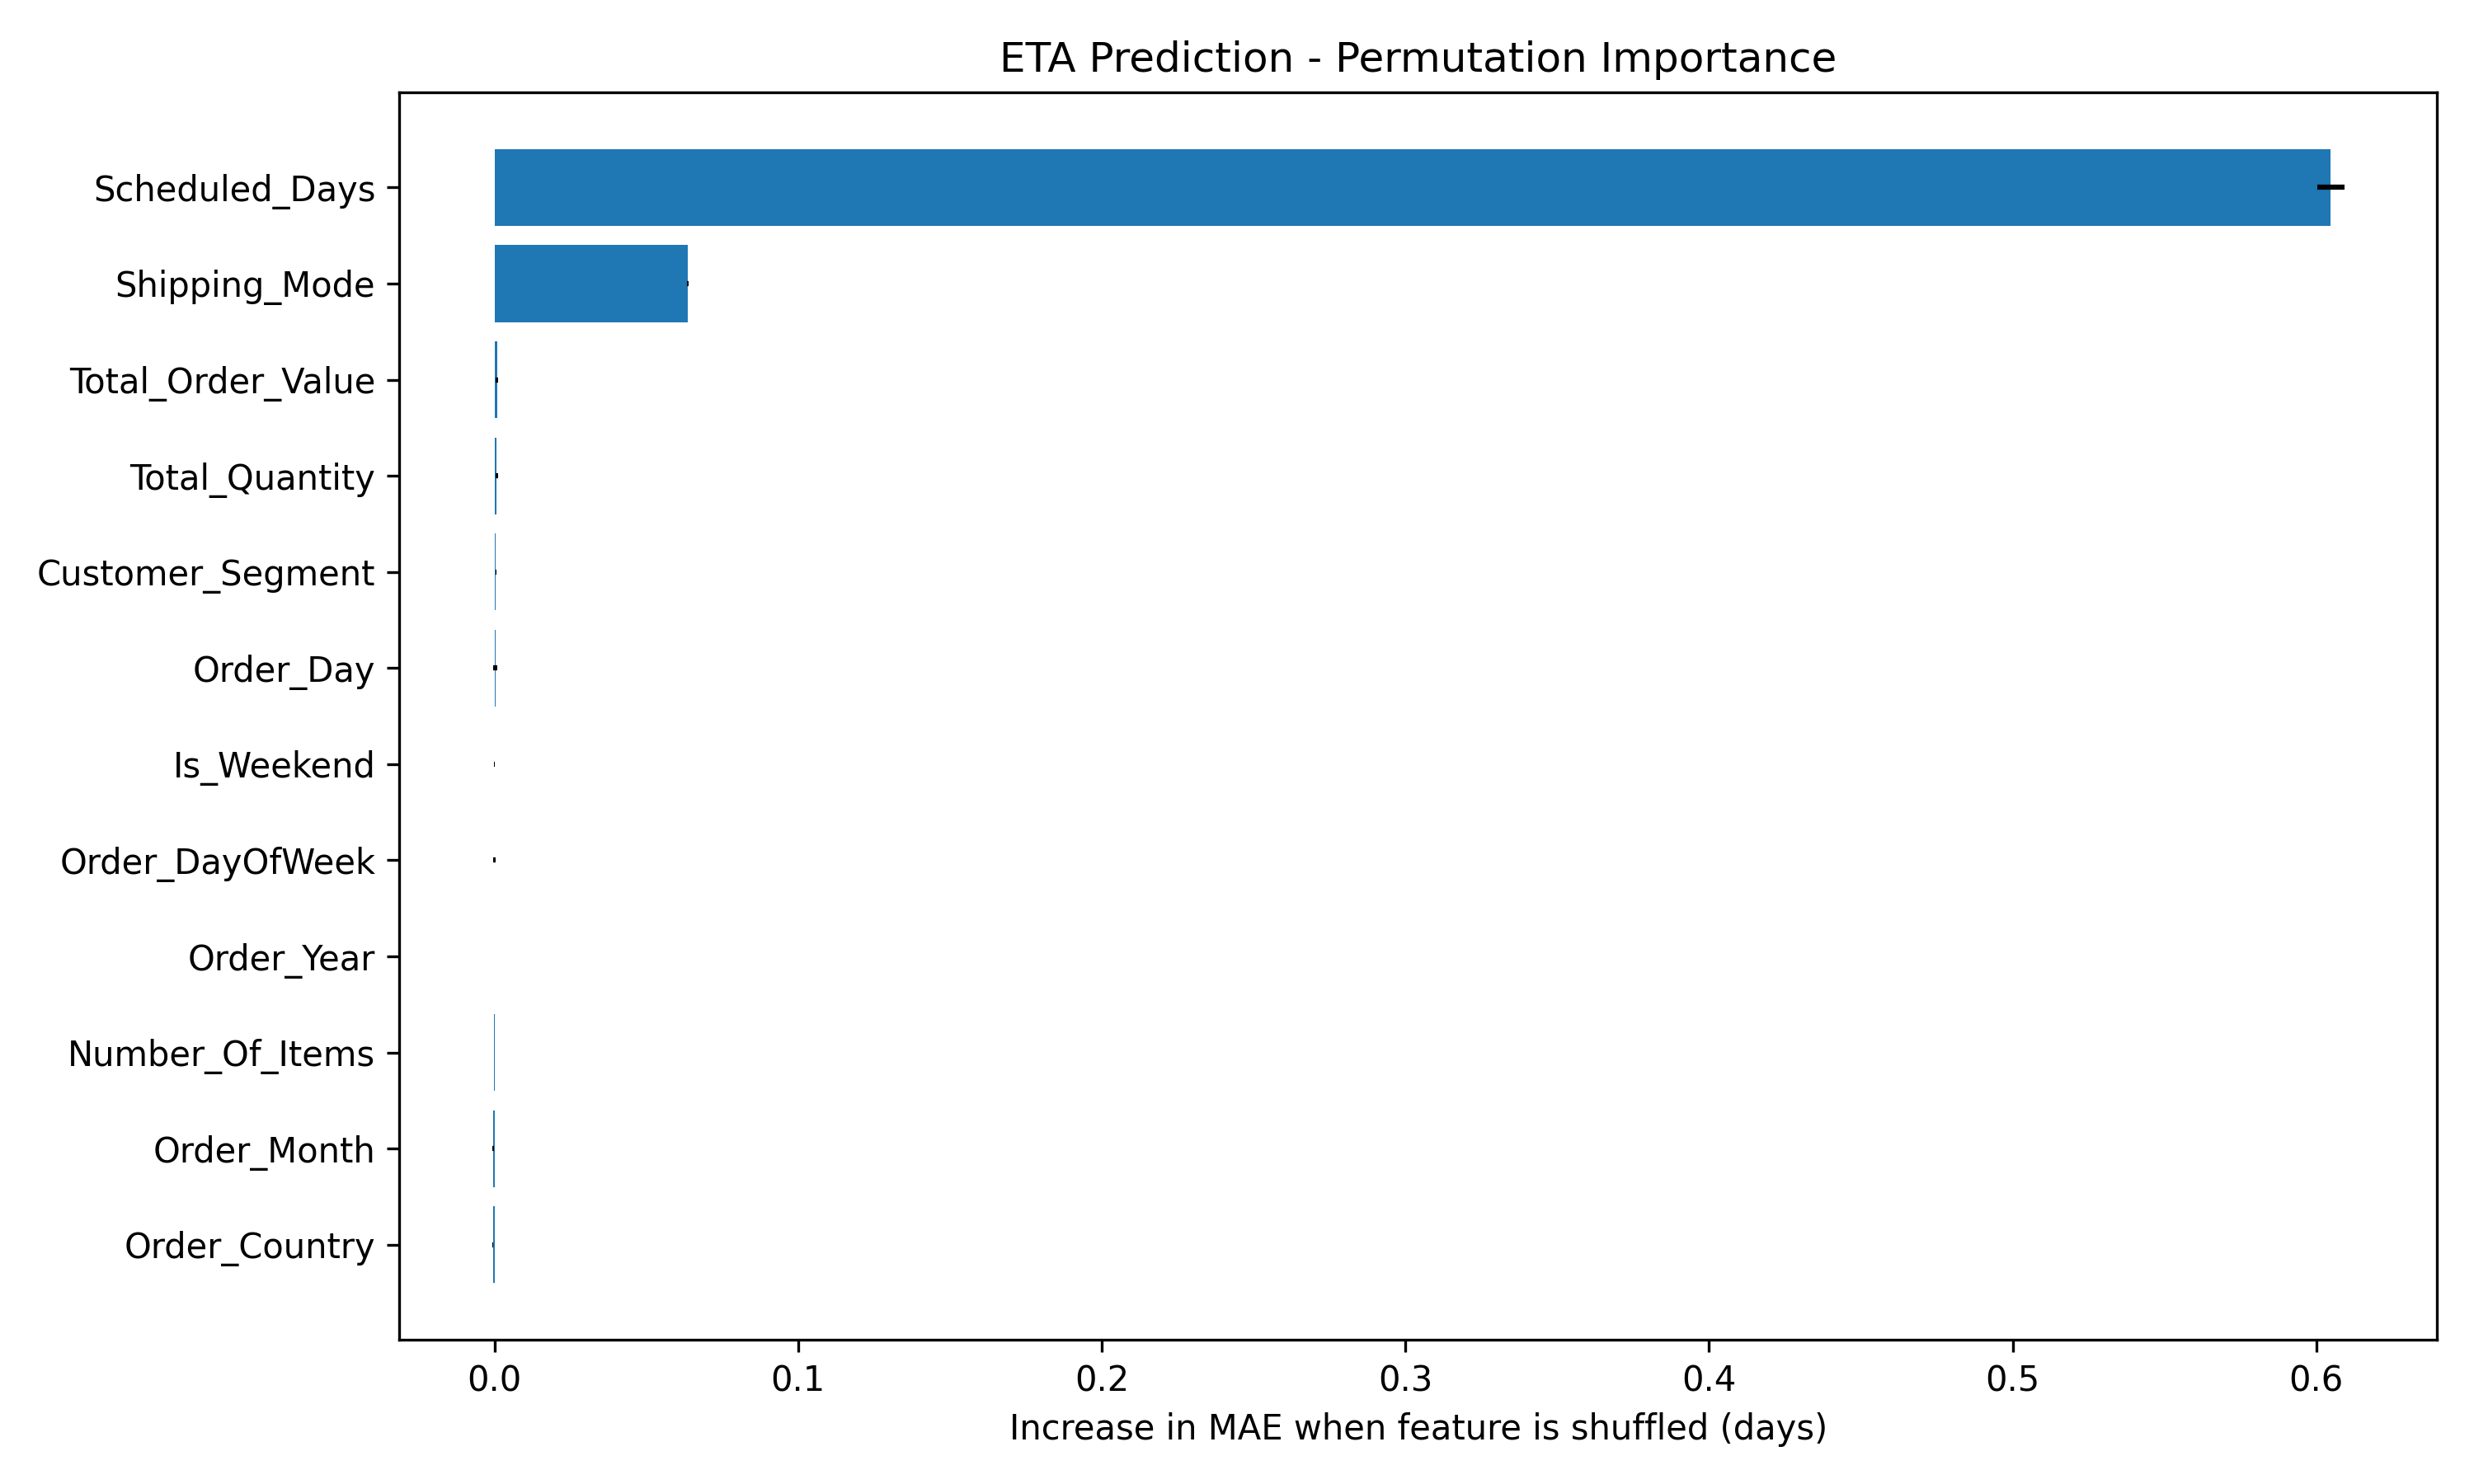 ETA Prediction - Permutation Importance
Scheduled_Days
Shipping_Mode
Total_Order_Value
Total_Quantity
Customer_Segment
Order_Day
Is_Weekend
Order_DayOfWeek
Order_Year
Number_Of_Items
Order_Month
Order_Country
0.0 0.1 0.2 0.3 0.4 0.5 0.6
Increase in MAE when feature is shuffled (days)